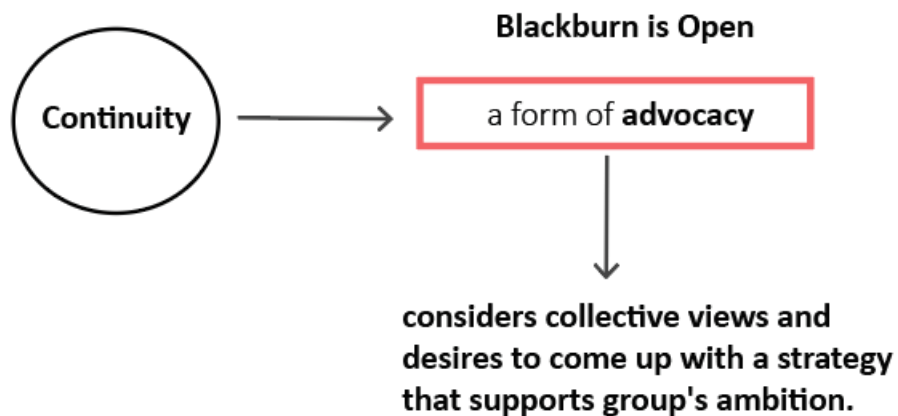 Blackburn is Open
Continuity
a form of advocacy
considers collective views and
desires to come up with a strategy
that supports group's ambition.